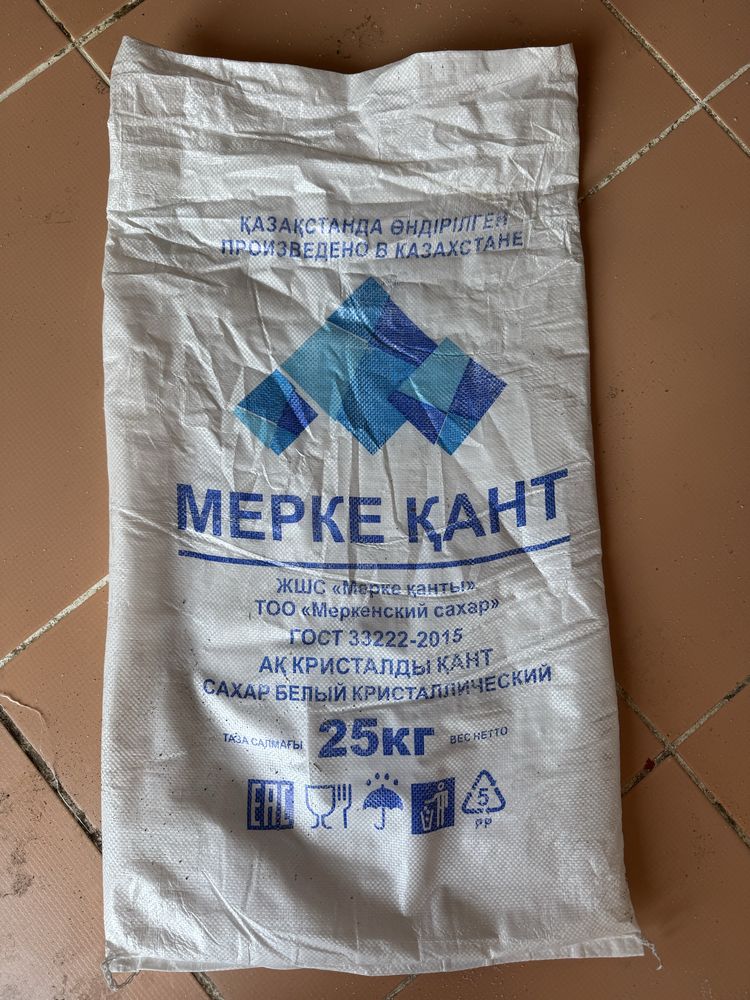 ҚАЗАҚСТАНДА ӨНДІРІЛГЕН
ПРОИЗВЕДЕНО В КАЗАХСТАНЕ
МЕРКЕ ҚАНТ
ЖШС «Мерке қанты»
ТОО «Меркенский сахар»
ГОСТ 33222-2015
АҚ КРИСТАЛДЫ ҚАНТ
САХАР БЕЛЫЙ КРИСТАЛЛИЧЕСКИЙ
ТАЗА САЛМАҒЫ 25кг ВЕС НЕТТО
EAC 5
PP